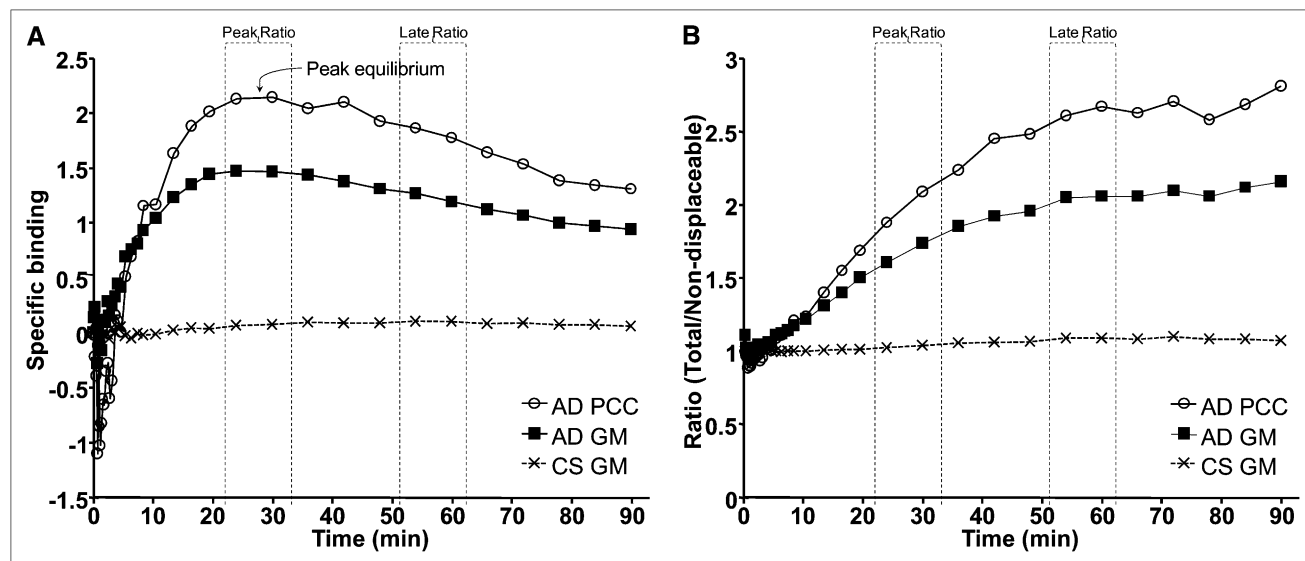 A
Peak Ratio
Late Ratio
Peak equilibrium
Specific binding
2.5
2
1.5
1
0.5
0
-0.5
-1
-1.5
AD PCC
AD GM
CS GM
0 10 20 30 40 50 60 70 80 90
Time (min)
B
Peak Ratio
Late Ratio
Ratio (Total/Non-displaceable)
3
2.5
2
1.5
1
0.5
0
AD PCC
AD GM
CS GM
0 10 20 30 40 50 60 70 80 90
Time (min)